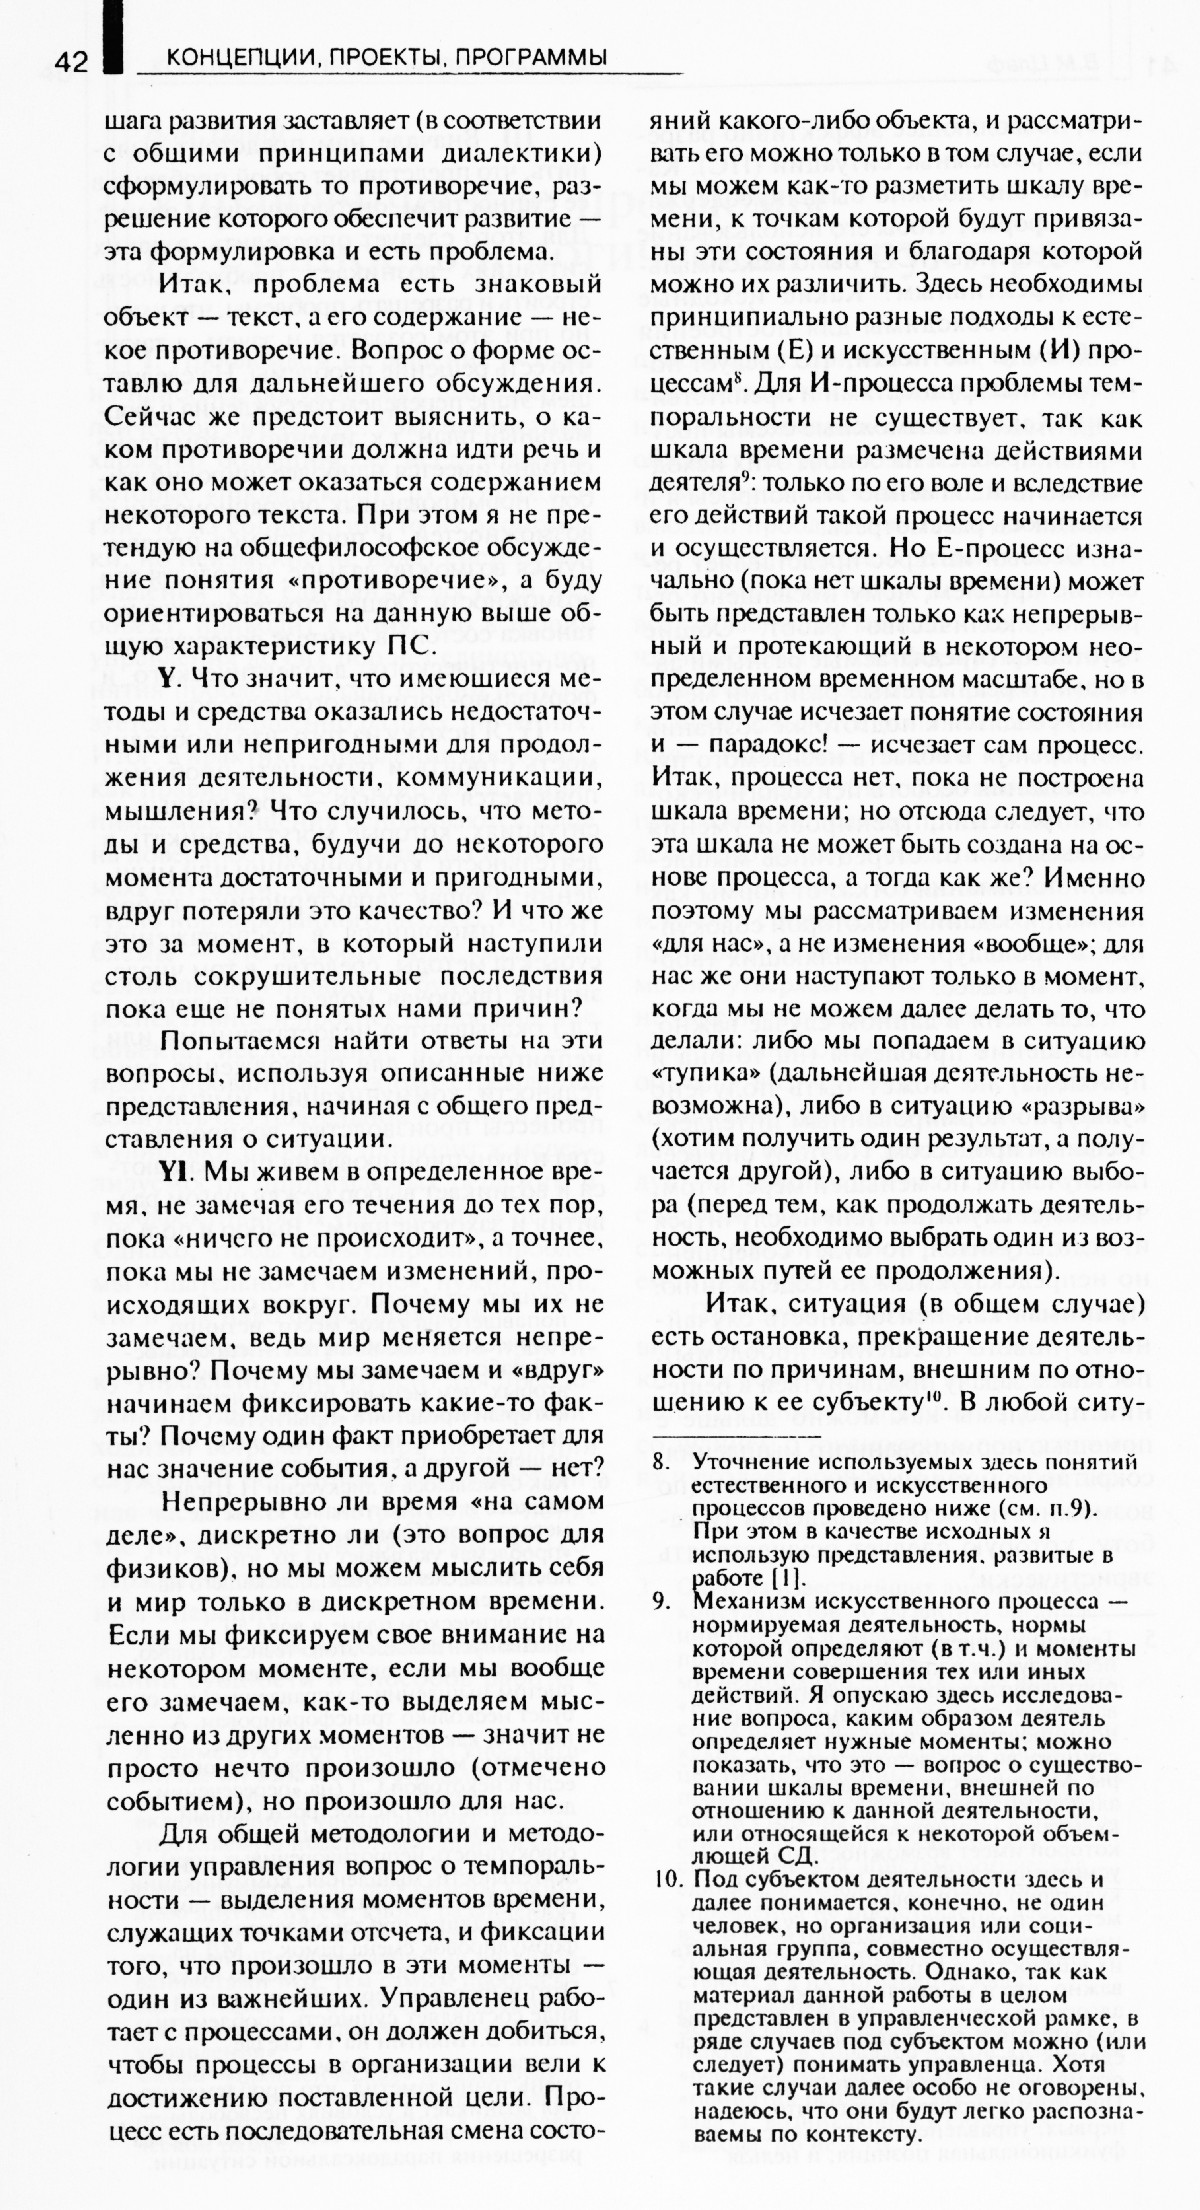 42
КОНЦЕПЦИИ, ПРОЕКТЫ, ПРОГРАММЫ
шага развития заставляет (в соответствии
с общими принципами диалектики)
сформулировать то противоречие, раз-
решение которого обеспечит развитие —
эта формулировка и есть проблема.
Итак, проблема есть знаковый
объект — текст, а его содержание — не-
кое противоречие. Вопрос о форме ос-
тавлю для дальнейшего обсуждения.
Сейчас же предстоит выяснить, о ка-
ком противоречии должна идти речь и
как оно может оказаться содержанием
некоторого текста. При этом я не пре-
тендую на общефилософское обсужде-
ние понятия «противоречие», а буду
ориентироваться на данную выше об-
щую характеристику ПС.
Y. Что значит, что имеющиеся ме-
тоды и средства оказались недостаточ-
ными или непригодными для продол-
жения деятельности, коммуникации,
мышления? Что случилось, что мето-
ды и средства, будучи до некоторого
момента достаточными и пригодными,
вдруг потеряли это качество? И что же
это за момент, в который наступили
столь сокрушительные последствия
пока еще не понятых нами причин?
Попытаемся найти ответы на эти
вопросы, используя описанные ниже
представления, начиная с общего пред-
ставления о ситуации.
YI. Мы живем в определенное вре-
мя, не замечая его течения до тех пор,
пока «ничего не происходит», а точнее,
пока мы не замечаем изменений, про-
исходящих вокруг. Почему мы их не
замечаем, ведь мир меняется непре-
рывно? Почему мы замечаем и «вдруг»
начинаем фиксировать какие-то фак-
ты? Почему один факт приобретает для
нас значение события, а другой — нет?
Непрерывно ли время «на самом
деле», дискретно ли (это вопрос для
физиков), но мы можем мыслить себя
и мир только в дискретном времени.
Если мы фиксируем свое внимание на
некотором моменте, если мы вообще
его замечаем, как-то выделяем мыс-
ленно из других моментов — значит не
просто нечто произошло (отмечено
событием), но произошло для нас.
Для общей методологии и методо-
логии управления вопрос о темпораль-
ности — выделения моментов времени,
служащих точками отсчета, и фиксации
того, что произошло в эти моменты —
один из важнейших. Управленец рабо-
тает с процессами, он должен добиться,
чтобы процессы в организации вели к
достижению поставленной цели. Про-
цесс есть последовательная смена состо-
яний какого-либо объекта, и рассматри-
вать его можно только в том случае, если
мы можем как-то разметить шкалу вре-
мени, к точкам которой будут привяза-
ны эти состояния и благодаря которой
можно их различить. Здесь необходимы
принципиально разные подходы к есте-
ственным (Е) и искусственным (И) про-
цессам⁸. Для И-процесса проблемы тем-
поральности не существует, так как
шкала времени размечена действиями
деятеля⁹: только по его воле и вследствие
его действий такой процесс начинается
и осуществляется. Но Е-процесс изна-
чально (пока нет шкалы времени) может
быть представлен только как непрерыв-
ный и протекающий в некотором нео-
пределенном временном масштабе, но в
этом случае исчезает понятие состояния
и — парадокс! — исчезает сам процесс.
Итак, процесса нет, пока не построена
шкала времени; но отсюда следует, что
эта шкала не может быть создана на ос-
нове процесса, а тогда как же? Именно
поэтому мы рассматриваем изменения
«для нас», а не изменения «вообще»; для
нас же они наступают только в момент,
когда мы не можем далее делать то, что
делали: либо мы попадаем в ситуацию
«тупика» (дальнейшая деятельность не-
возможна), либо в ситуацию «разрыва»
(хотим получить один результат, а полу-
чается другой), либо в ситуацию выбо-
ра (перед тем, как продолжать деятель-
ность, необходимо выбрать один из воз-
можных путей ее продолжения).
Итак, ситуация (в общем случае)
есть остановка, прекращение деятель-
ности по причинам, внешним по отно-
шению к ее субъекту¹⁰. В любой ситу-
8. Уточнение используемых здесь понятий
естественного и искусственного
процессов проведено ниже (см. п.9).
При этом в качестве исходных я
использую представления, развитые в
работе [1].
9. Механизм искусственного процесса —
нормируемая деятельность, нормы
которой определяют (в т.ч.) и моменты
времени совершения тех или иных
действий. Я опускаю здесь исследова-
ние вопроса, каким образом деятель
определяет нужные моменты; можно
показать, что это — вопрос о существо-
вании шкалы времени, внешней по
отношению к данной деятельности,
или относящейся к некоторой объем-
лющей СД.
10. Под субъектом деятельности здесь и
далее понимается, конечно, не один
человек, но организация или соци-
альная группа, совместно осуществля-
ющая деятельность. Однако, так как
материал данной работы в целом
представлен в управленческой рамке, в
ряде случаев под субъектом можно (или
следует) понимать управленца. Хотя
такие случаи далее особо не оговорены,
надеюсь, что они будут легко распозна-
ваемы по контексту.